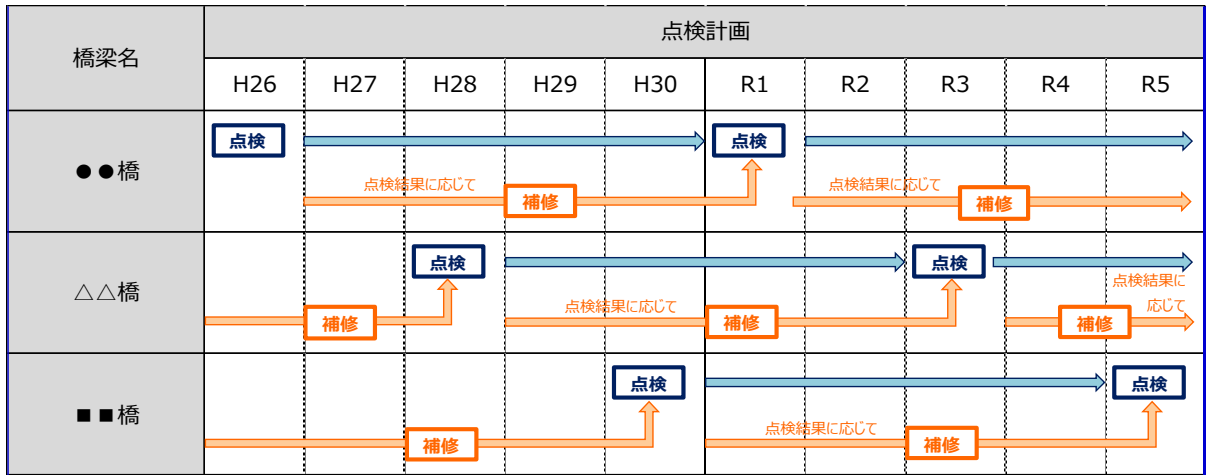 橋梁名
点検計画
H26 H27 H28 H29 H30 R1 R2 R3 R4 R5
●●橋
点検 点検
点検結果に応じて 点検結果に応じて
補修 補修
△△橋
点検 点検
点検結果に応じて 点検結果に
応じて
補修 補修 補修
■■橋
点検 点検
点検結果に応じて
補修 補修